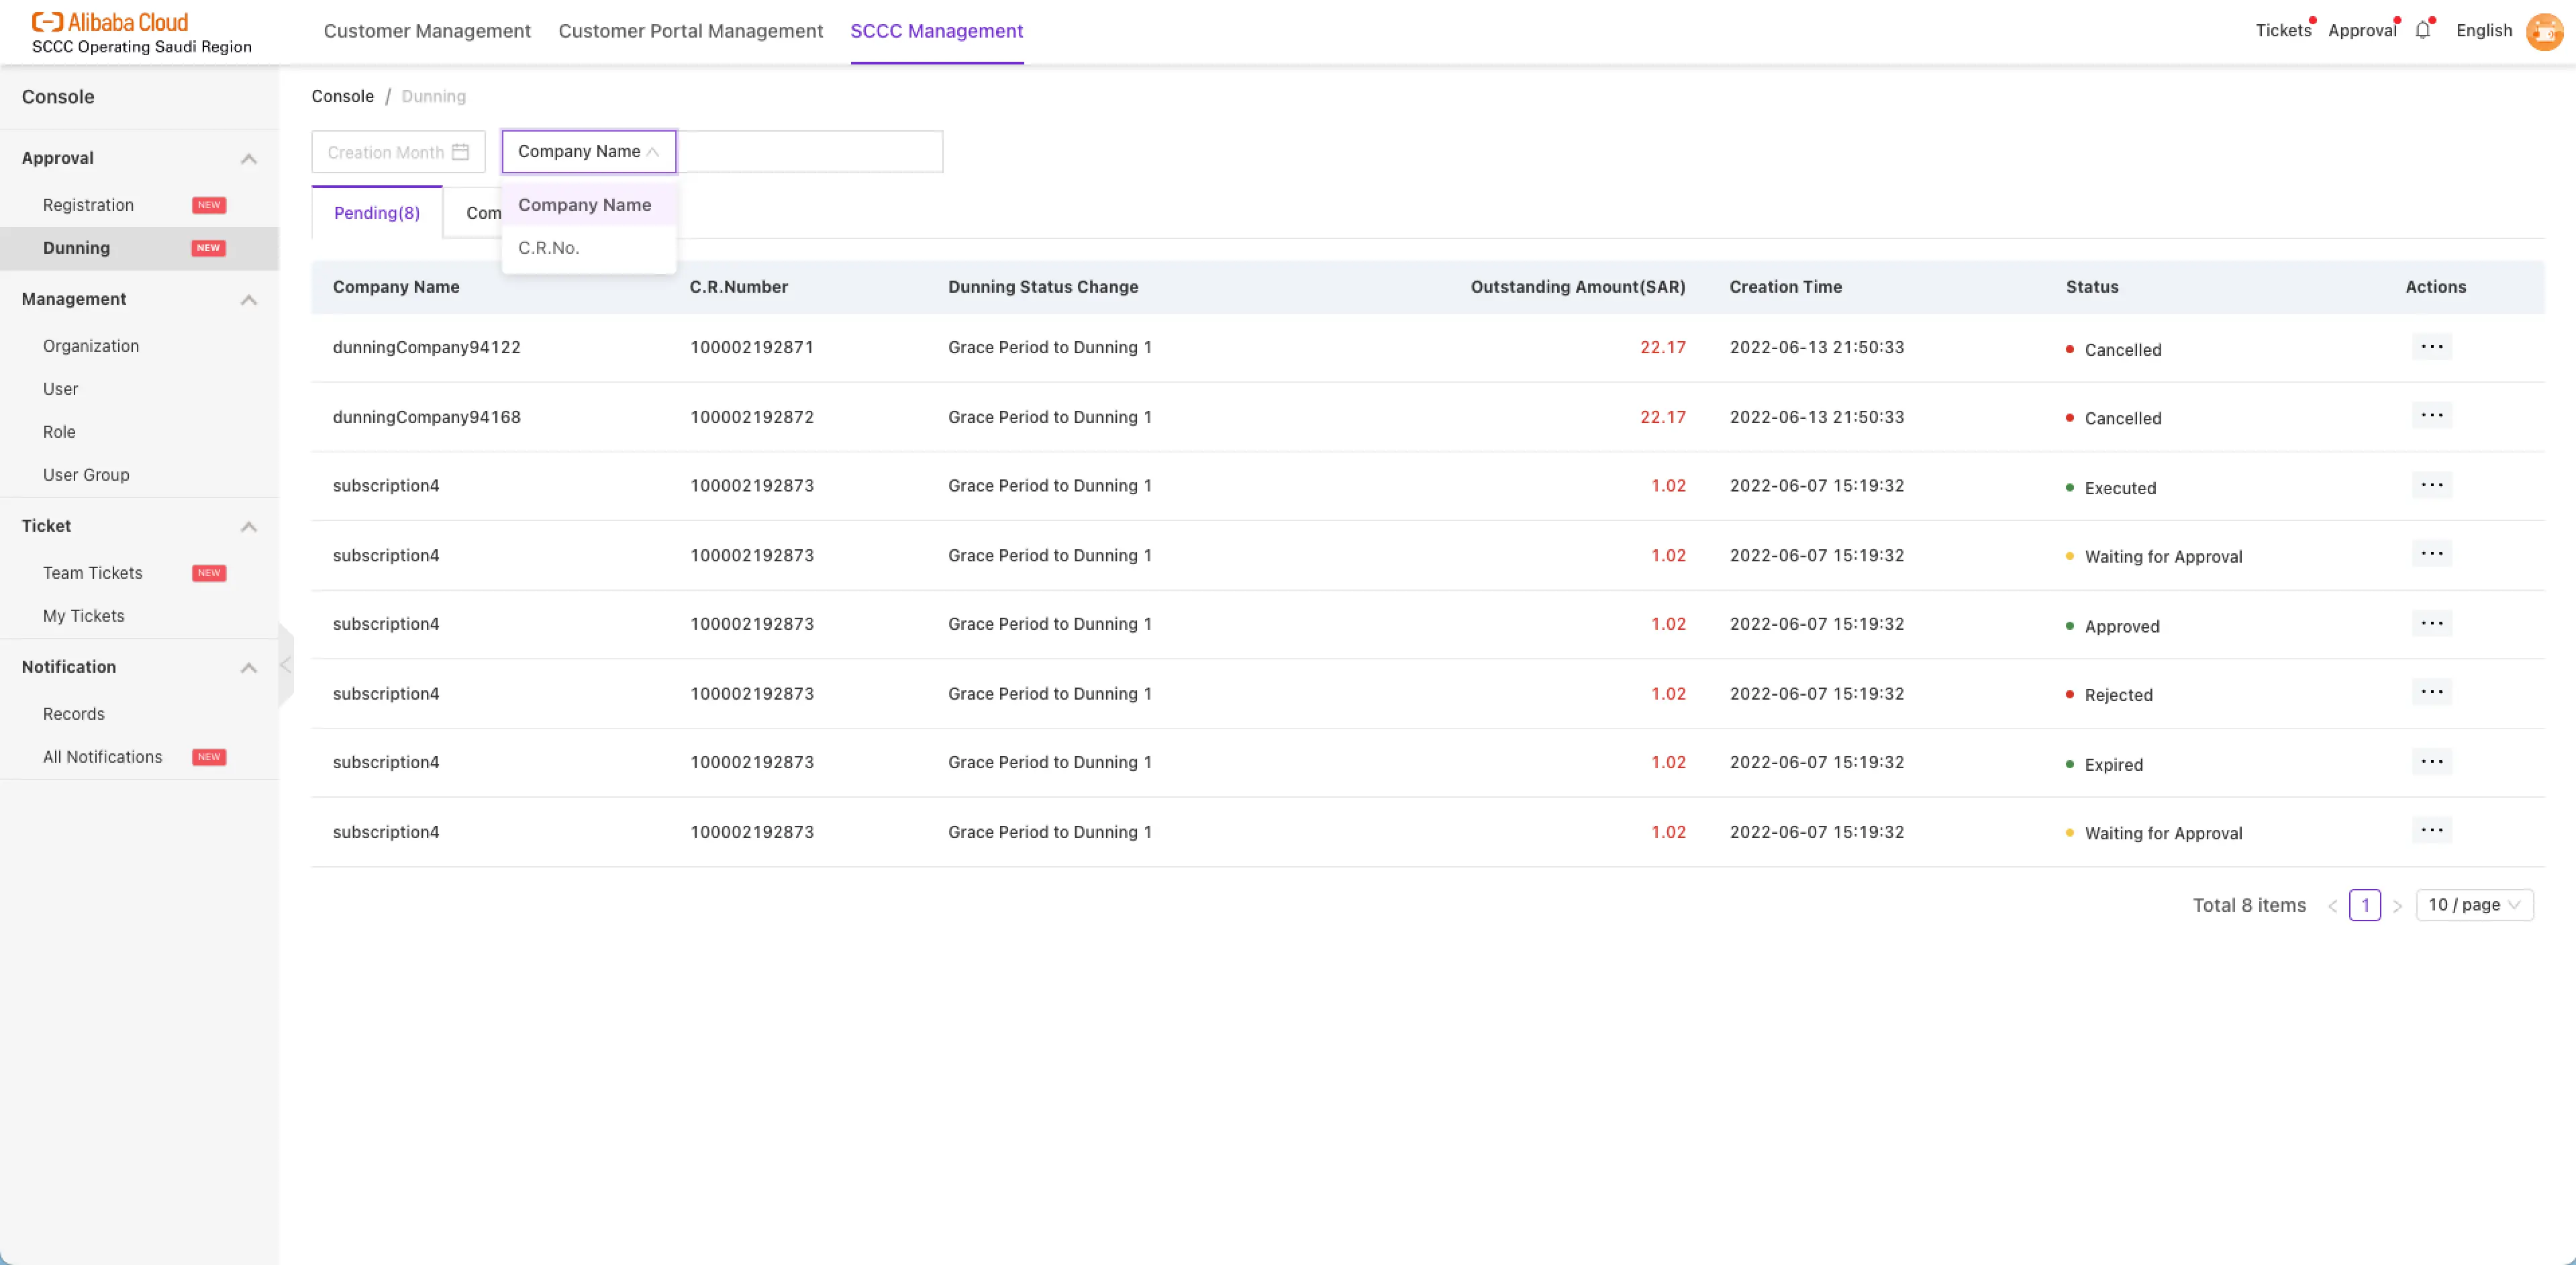 Alibaba Cloud
SCCC Operating Saudi Region
Customer Management Customer Portal Management SCCC Management
Tickets Approval English
Console
Approval
Registration NEW
Dunning NEW
Management
Organization
User
Role
User Group
Ticket
Team Tickets NEW
My Tickets
Notification
Records
All Notifications NEW
Console / Dunning
Creation Month Company Name
Company Name
C.R.No.
Pending(8) Com
Company Name C.R.Number Dunning Status Change Outstanding Amount(SAR) Creation Time Status Actions
dunningCompany94122 100002192871 Grace Period to Dunning 1 22.17 2022-06-13 21:50:33 Cancelled ...
dunningCompany94168 100002192872 Grace Period to Dunning 1 22.17 2022-06-13 21:50:33 Cancelled ...
subscription4 100002192873 Grace Period to Dunning 1 1.02 2022-06-07 15:19:32 Executed ...
subscription4 100002192873 Grace Period to Dunning 1 1.02 2022-06-07 15:19:32 Waiting for Approval ...
subscription4 100002192873 Grace Period to Dunning 1 1.02 2022-06-07 15:19:32 Approved ...
subscription4 100002192873 Grace Period to Dunning 1 1.02 2022-06-07 15:19:32 Rejected ...
subscription4 100002192873 Grace Period to Dunning 1 1.02 2022-06-07 15:19:32 Expired ...
subscription4 100002192873 Grace Period to Dunning 1 1.02 2022-06-07 15:19:32 Waiting for Approval ...
Total 8 items < 1 > 10 / page